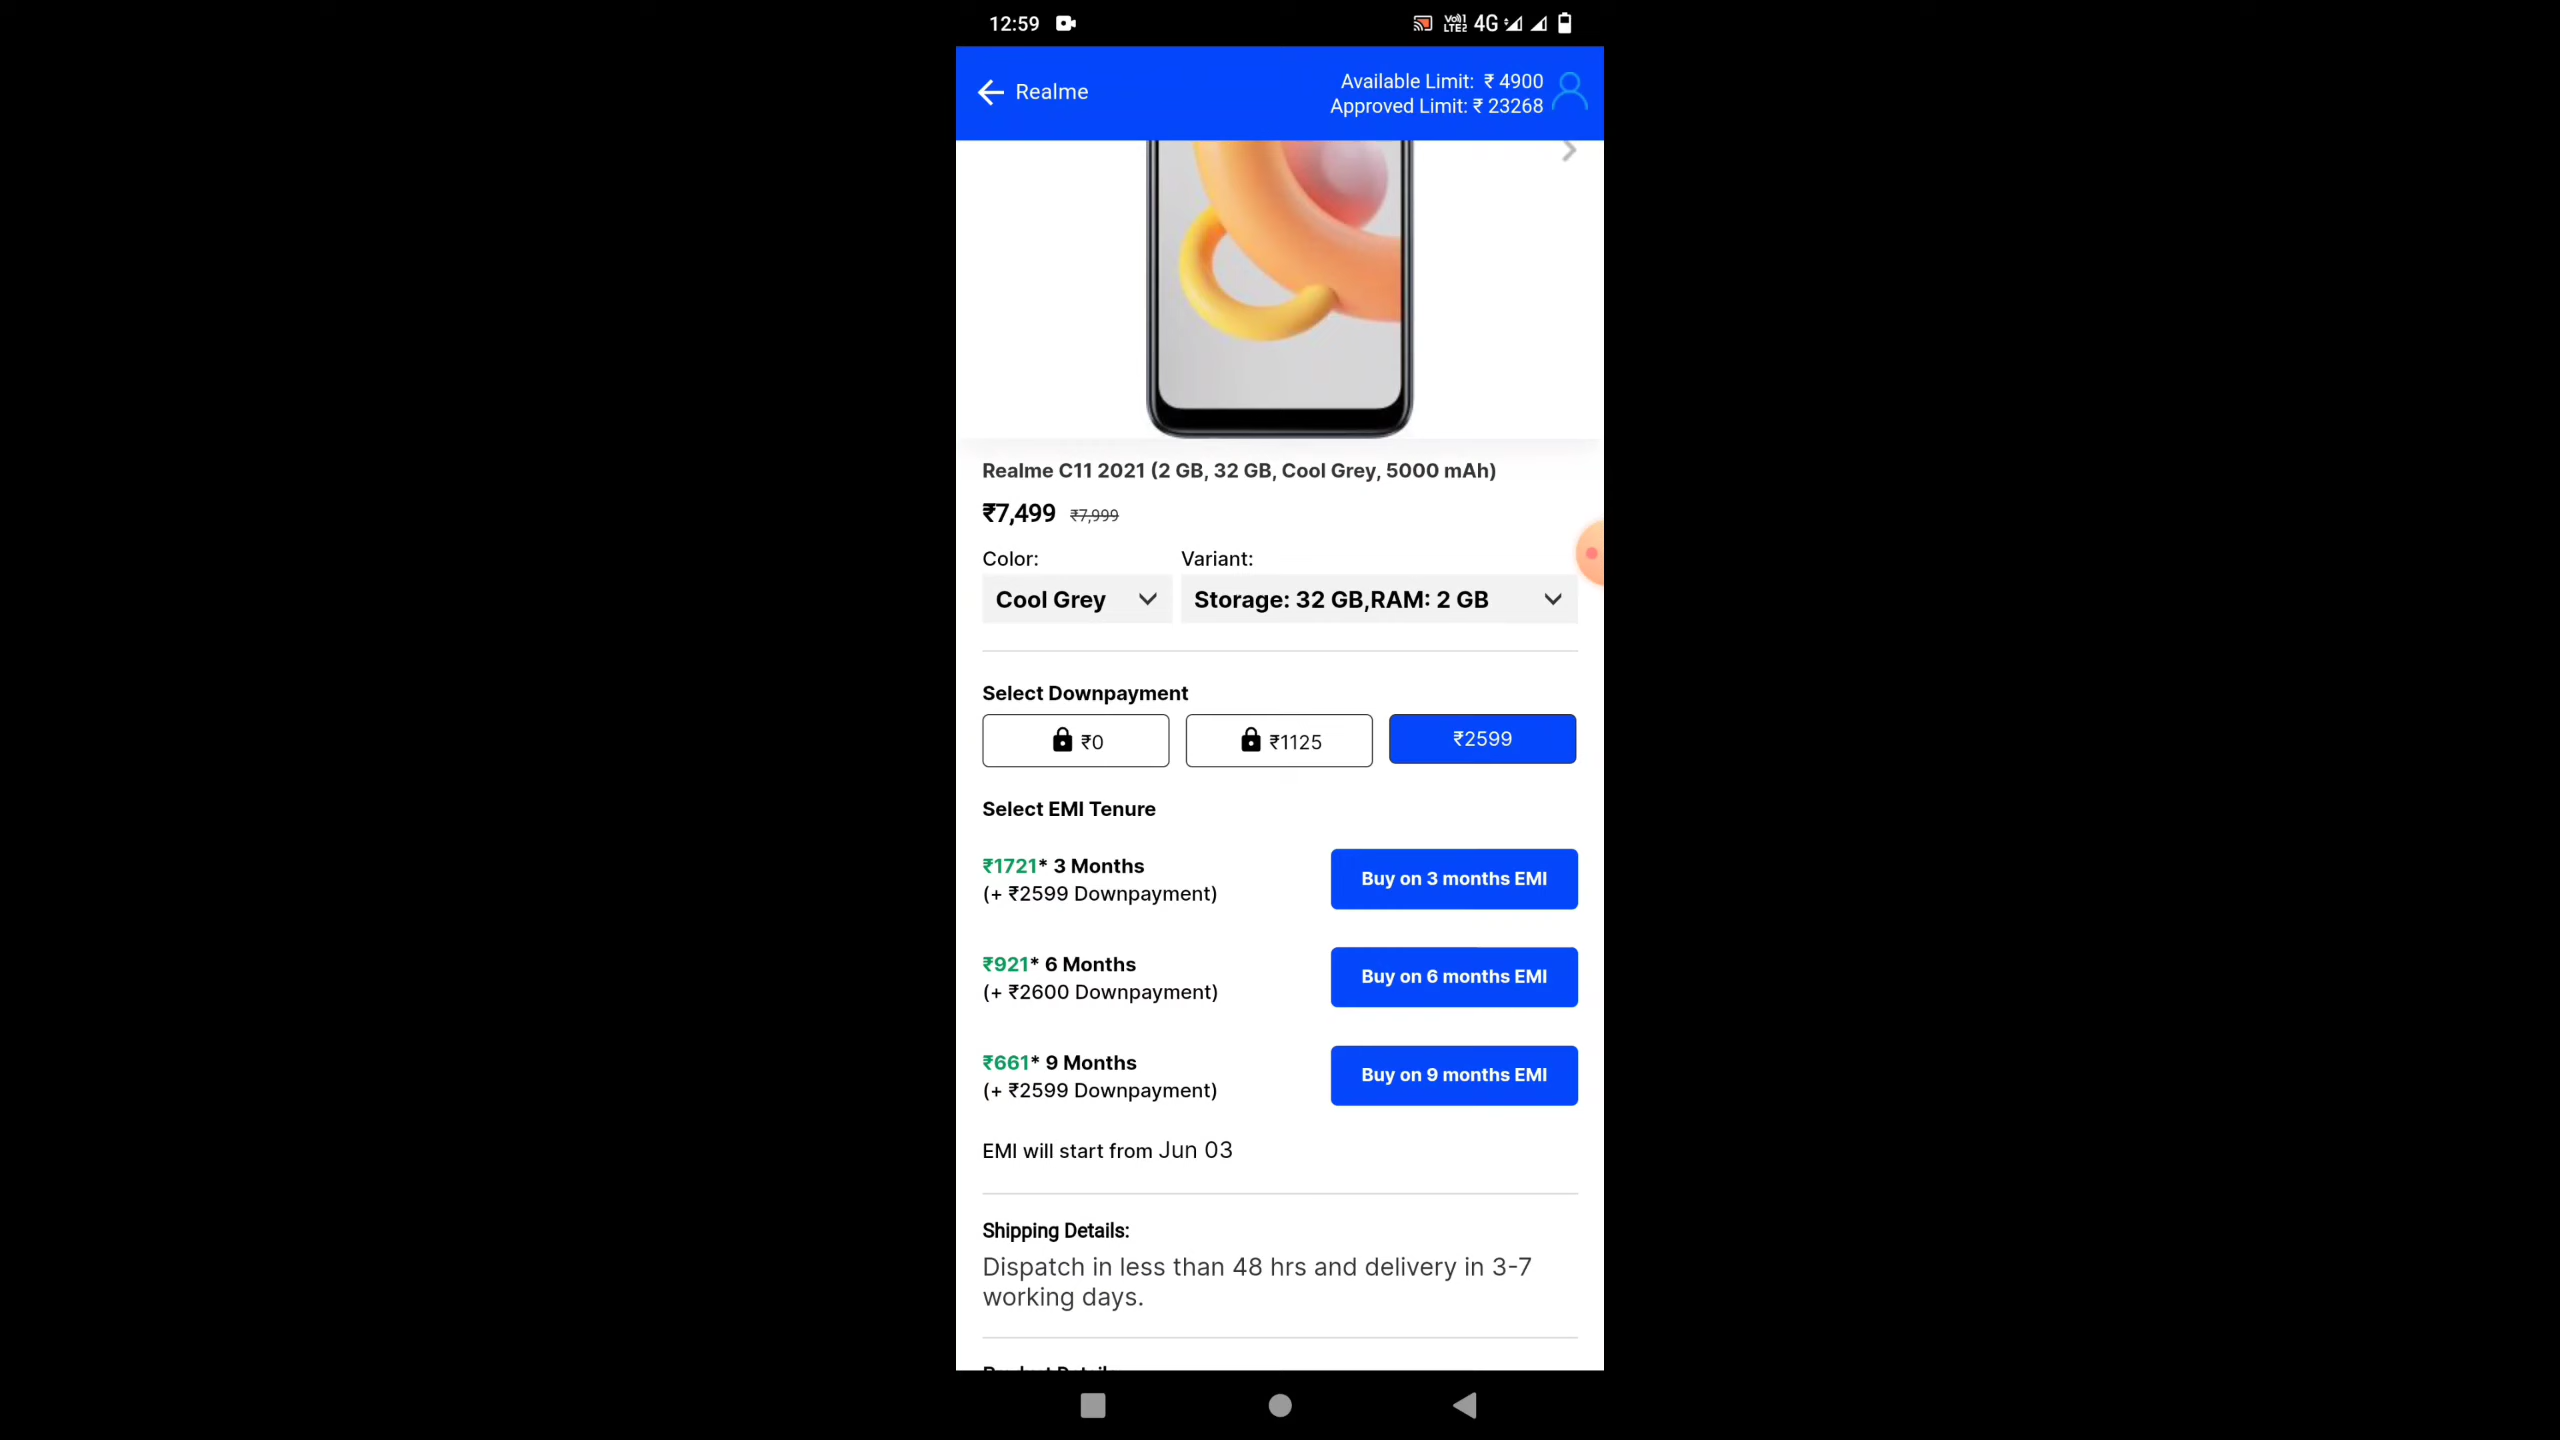 12:59
Vo)) 1 LTE2 4G
Realme
Available Limit: ₹ 4900
Approved Limit: ₹ 23268
Realme C11 2021 (2 GB, 32 GB, Cool Grey, 5000 mAh)
₹7,499 ₹7,999
Color: Variant:
Cool Grey Storage: 32 GB,RAM: 2 GB
Select Downpayment
₹0 ₹1125 ₹2599
Select EMI Tenure
₹1721* 3 Months
(+ ₹2599 Downpayment)
Buy on 3 months EMI
₹921* 6 Months
(+ ₹2600 Downpayment)
Buy on 6 months EMI
₹661* 9 Months
(+ ₹2599 Downpayment)
Buy on 9 months EMI
EMI will start from Jun 03
Shipping Details:
Dispatch in less than 48 hrs and delivery in 3-7
working days.